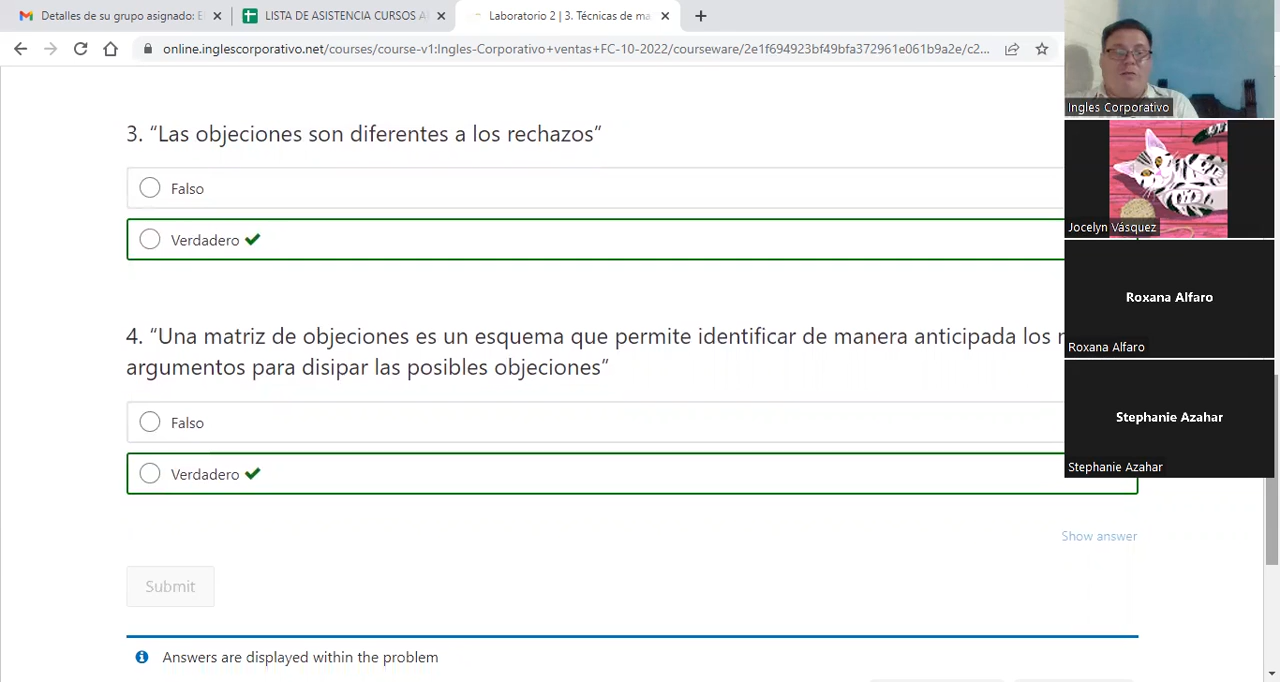 Detalles de su grupo asignado: E
LISTA DE ASISTENCIA CURSOS A
Laboratorio 2 | 3. Técnicas de ma
online.inglescorporativo.net/courses/course-v1:Ingles-Corporativo+ventas+FC-10-2022/courseware/2e1f694923bf49bfa372961e061b9a2e/c2...
Ingles Corporativo
Jocelyn Vásquez
Roxana Alfaro
Roxana Alfaro
Stephanie Azahar
Stephanie Azahar
3. “Las objeciones son diferentes a los rechazos”
Falso
Verdadero
4. “Una matriz de objeciones es un esquema que permite identificar de manera anticipada los
argumentos para disipar las posibles objeciones”
Falso
Verdadero
Show answer
Submit
Answers are displayed within the problem